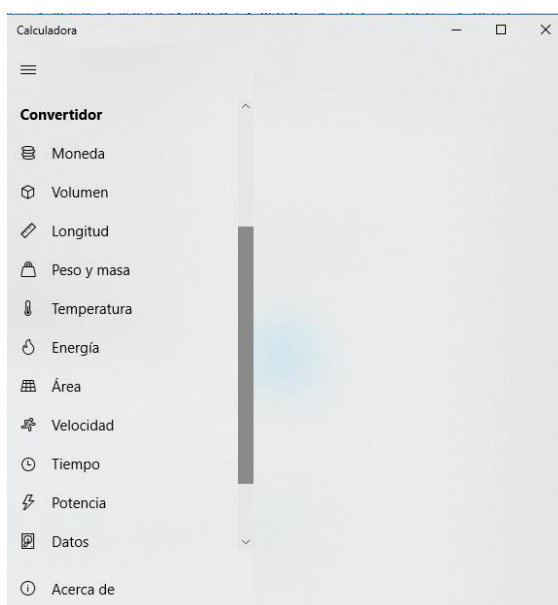 Calculadora
Convertidor
Moneda
Volumen
Longitud
Peso y masa
Temperatura
Energía
Área
Velocidad
Tiempo
Potencia
Datos
Acerca de